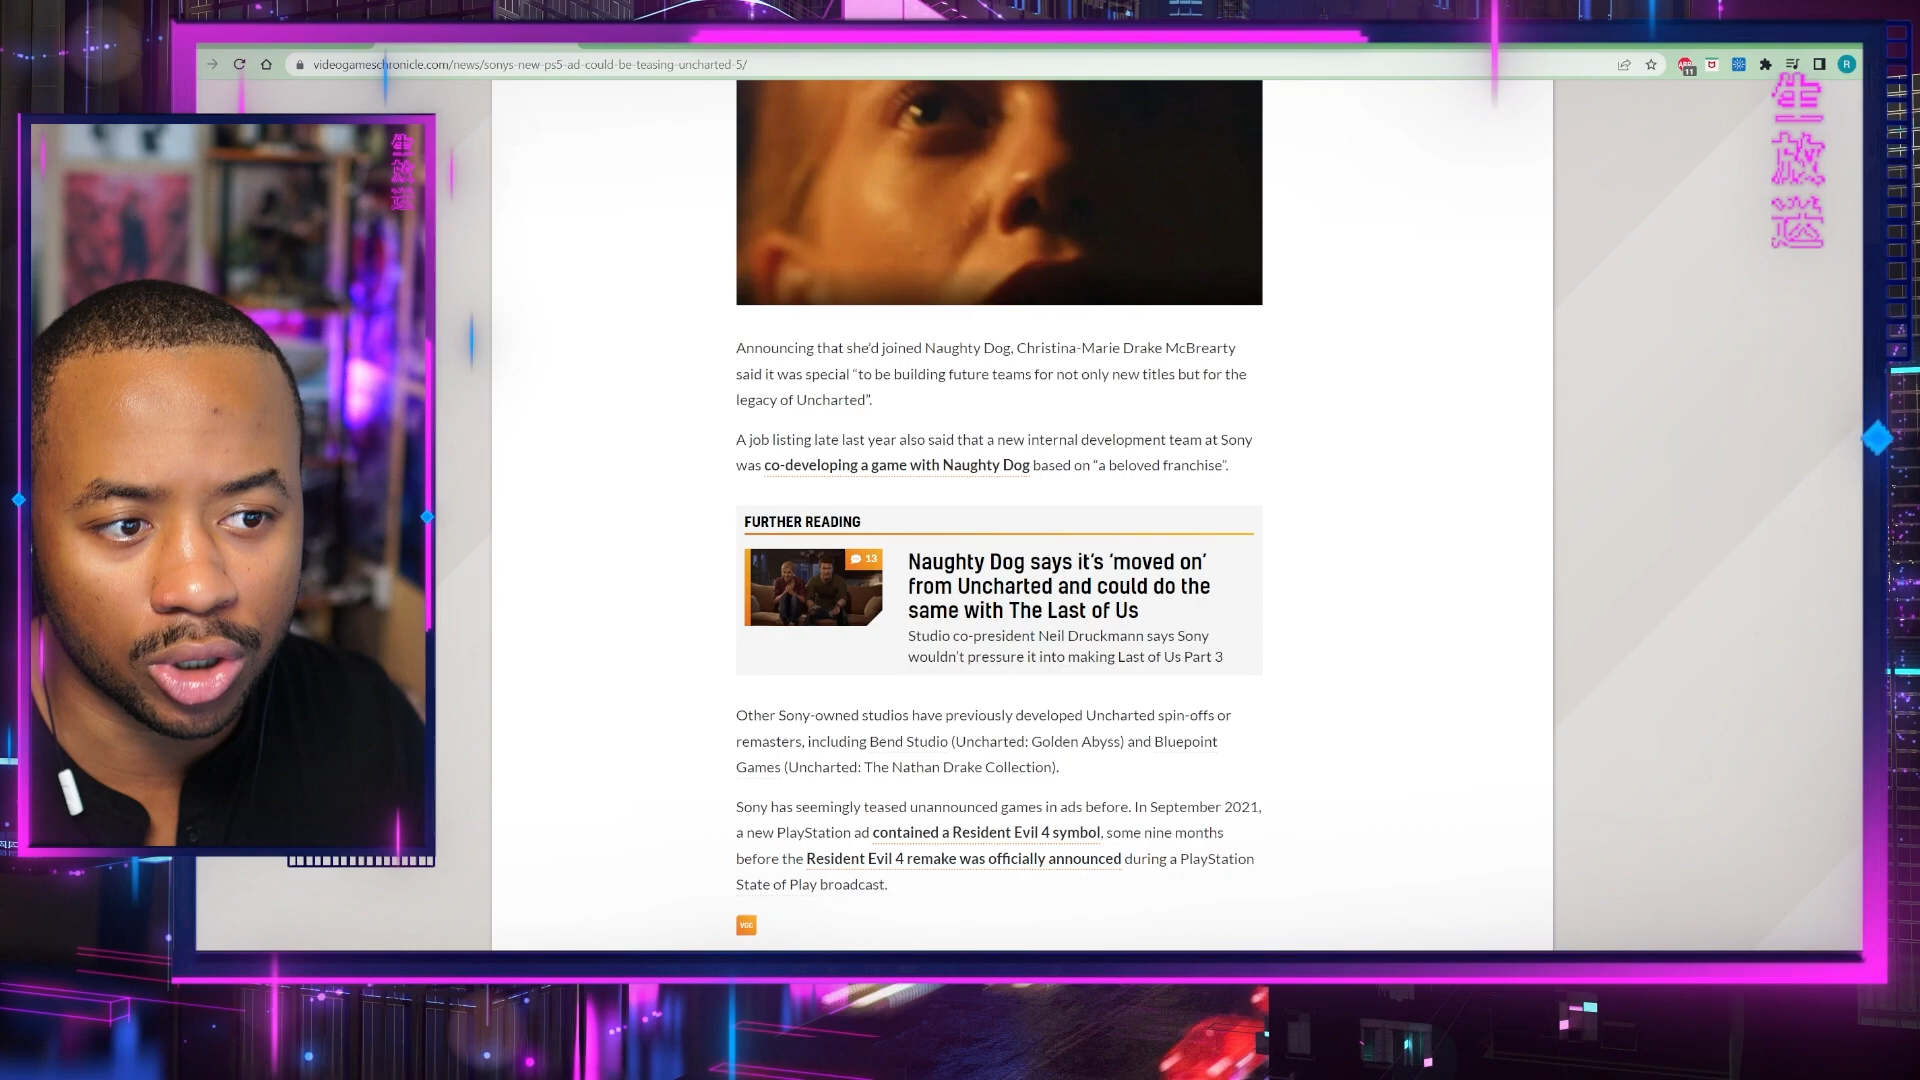 videogameschronicle.com/news/sonys-new-ps5-ad-could-be-teasing-uncharted-5/
11
R
生
放
送
生
放
送
Announcing that she'd joined Naughty Dog, Christina-Marie Drake McBrearty
said it was special “to be building future teams for not only new titles but for the
legacy of Uncharted”.
A job listing late last year also said that a new internal development team at Sony
was co-developing a game with Naughty Dog based on “a beloved franchise”.
FURTHER READING
13
Naughty Dog says it's ‘moved on’
from Uncharted and could do the
same with The Last of Us
Studio co-president Neil Druckmann says Sony
wouldn't pressure it into making Last of Us Part 3
Other Sony-owned studios have previously developed Uncharted spin-offs or
remasters, including Bend Studio (Uncharted: Golden Abyss) and Bluepoint
Games (Uncharted: The Nathan Drake Collection).
Sony has seemingly teased unannounced games in ads before. In September 2021,
a new PlayStation ad contained a Resident Evil 4 symbol, some nine months
before the Resident Evil 4 remake was officially announced during a PlayStation
State of Play broadcast.
VGC